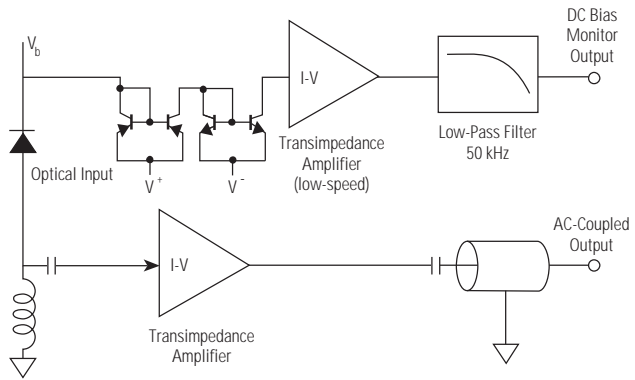 DC Bias
Monitor
Output
V_b
I-V
Low-Pass Filter
50 kHz
Transimpedance
Amplifier
(low-speed)
Optical Input
V⁺
V⁻
AC-Coupled
Output
I-V
Transimpedance
Amplifier